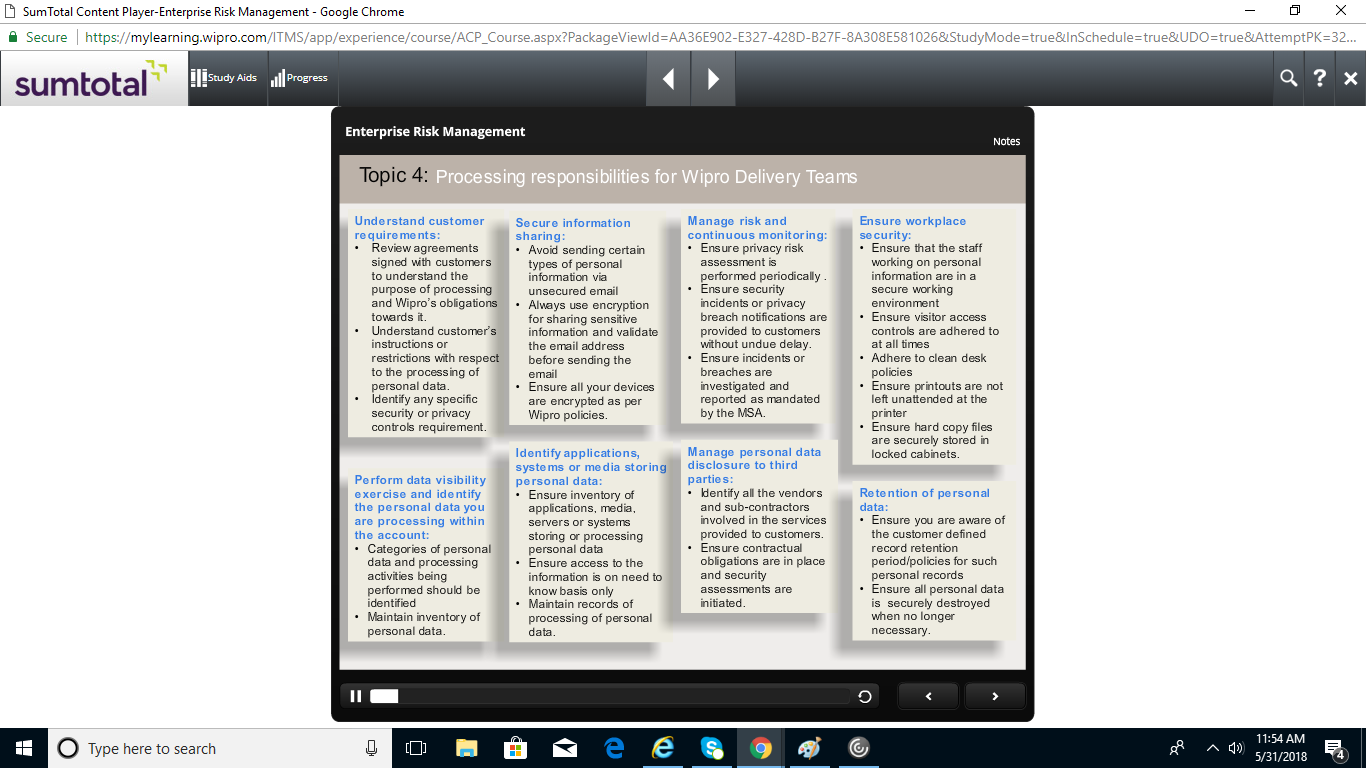 SumTotal Content Player-Enterprise Risk Management - Google Chrome
Secure
https://mylearning.wipro.com/ITMS/app/experience/course/ACP_Course.aspx?PackageViewId=AA36E902-E327-428D-B27F-8A308E581026&StudyMode=true&InSchedule=true&UDO=true&AttemptPK=32...
sumtotal
Study Aids
Progress
Enterprise Risk Management
Notes
Topic 4: Processing responsibilities for Wipro Delivery Teams
Understand customer
requirements:
• Review agreements
signed with customers
to understand the
purpose of processing
and Wipro's obligations
towards it.
• Understand customer's
instructions or
restrictions with respect
to the processing of
personal data.
• Identify any specific
security or privacy
controls requirement.
Secure information
sharing:
• Avoid sending certain
types of personal
information via
unsecured email
• Always use encryption
for sharing sensitive
information and validate
the email address
before sending the
email
• Ensure all your devices
are encrypted as per
Wipro policies.
Manage risk and
continuous monitoring:
• Ensure privacy risk
assessment is
performed periodically .
• Ensure security
incidents or privacy
breach notifications are
provided to customers
without undue delay.
• Ensure incidents or
breaches are
investigated and
reported as mandated
by the MSA.
Ensure workplace
security:
• Ensure that the staff
working on personal
information are in a
secure working
environment
• Ensure visitor access
controls are adhered to
at all times
• Adhere to clean desk
policies
• Ensure printouts are not
left unattended at the
printer
• Ensure hard copy files
are securely stored in
locked cabinets.
Perform data visibility
exercise and identify
the personal data you
are processing within
the account:
• Categories of personal
data and processing
activities being
performed should be
identified
• Maintain inventory of
personal data.
Identify applications,
systems or media storing
personal data:
• Ensure inventory of
applications, media,
servers or systems
storing or processing
personal data
• Ensure access to the
information is on need to
know basis only
• Maintain records of
processing of personal
data.
Manage personal data
disclosure to third
parties:
• Identify all the vendors
and sub-contractors
involved in the services
provided to customers.
• Ensure contractual
obligations are in place
and security
assessments are
initiated.
Retention of personal
data:
• Ensure you are aware of
the customer defined
record retention
period/policies for such
personal records
• Ensure all personal data
is securely destroyed
when no longer
necessary.
Type here to search
11:54 AM
5/31/2018
4